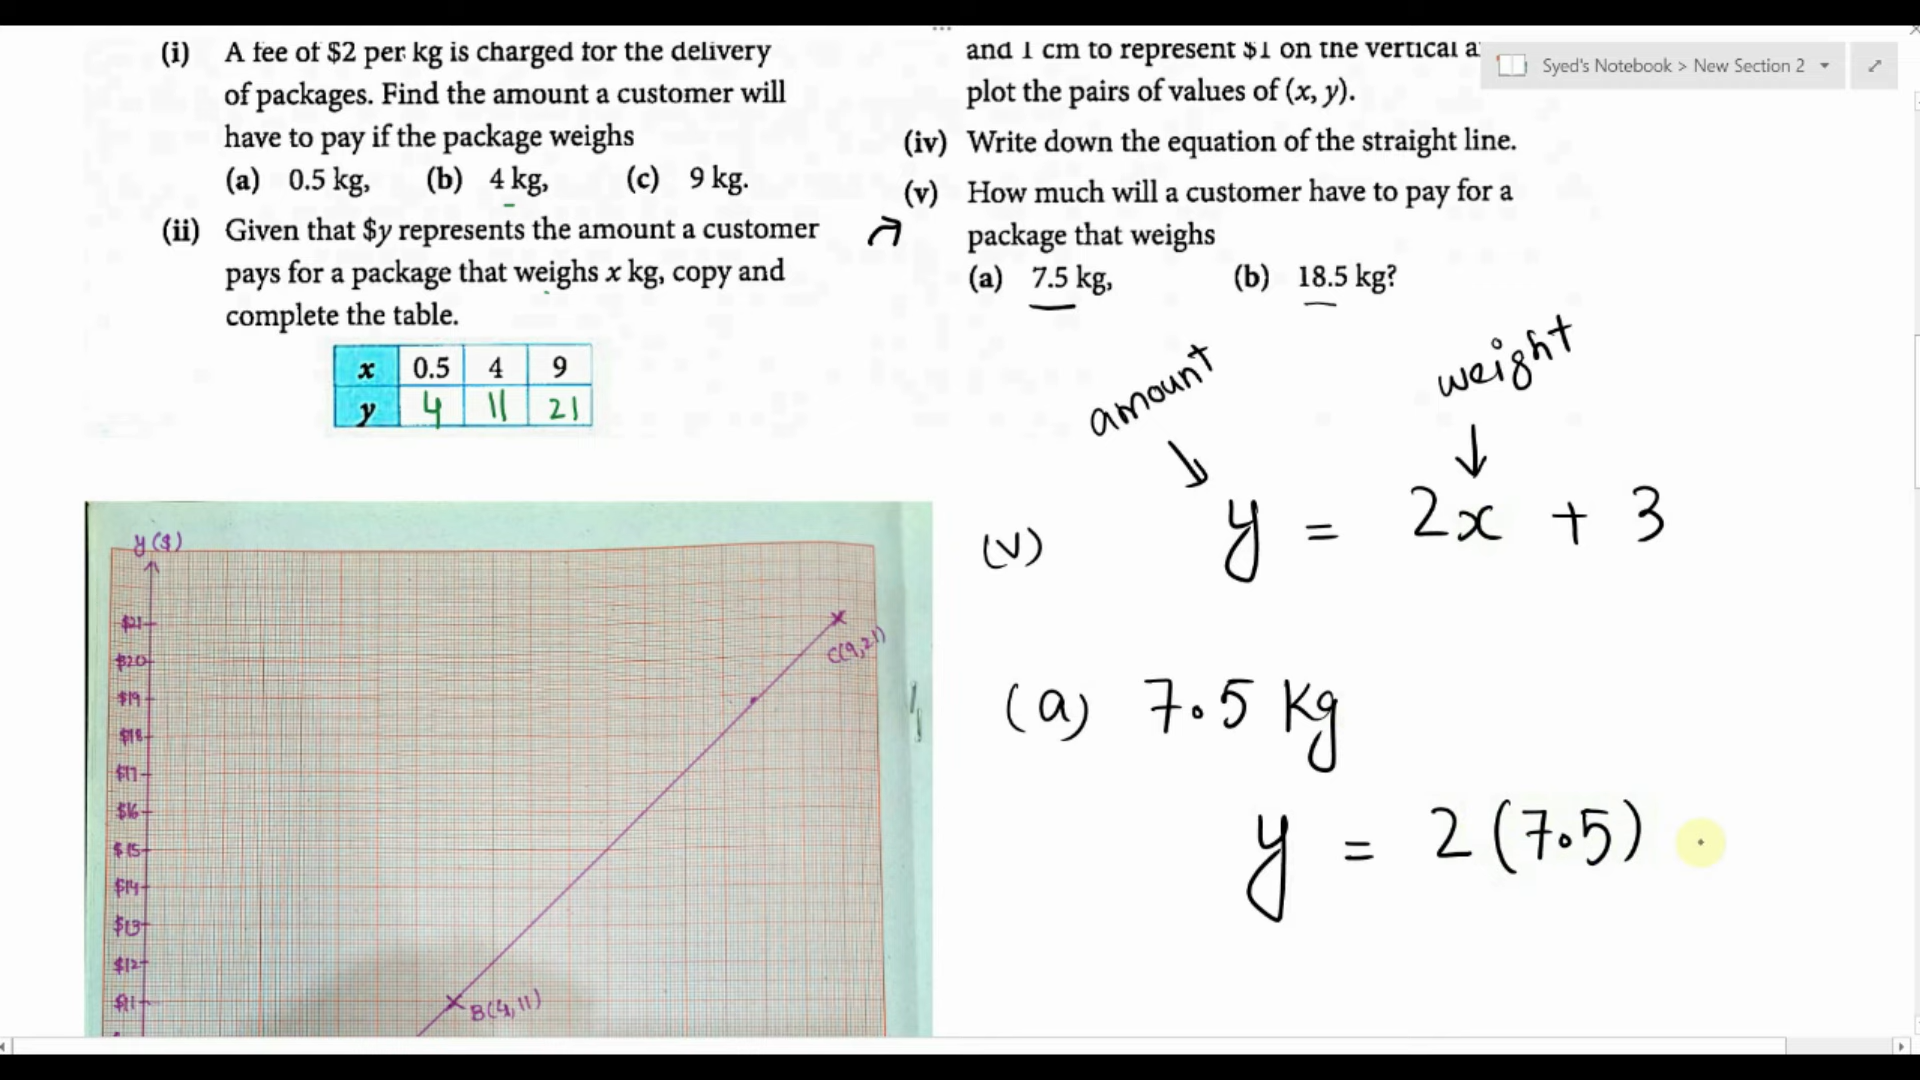 (i) A fee of $2 per kg is charged for the delivery
of packages. Find the amount a customer will
have to pay if the package weighs
(a) 0.5 kg, (b) 4 kg, (c) 9 kg.
(ii) Given that $y represents the amount a customer
pays for a package that weighs x kg, copy and
complete the table.
x 0.5 4 9
y 4 11 21
y ($)
$21
$20
$19
$18
$17
$16
$15
$14
$13
$12
$11
C(9,21)
B(4,11)
and 1 cm to represent $1 on the vertical a
plot the pairs of values of (x, y).
(iv) Write down the equation of the straight line.
(v) How much will a customer have to pay for a
package that weighs
(a) 7.5 kg, (b) 18.5 kg?
Syed's Notebook > New Section 2
amount
weight
(v) y = 2x + 3
(a) 7.5 kg
y = 2(7.5)